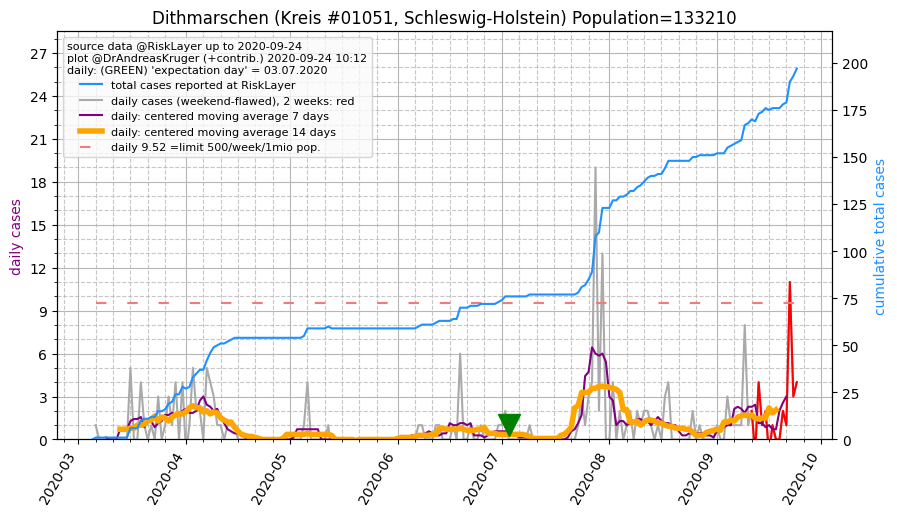 Dithmarschen (Kreis #01051, Schleswig-Holstein) Population=133210
source data @RiskLayer up to 2020-09-24
plot @DrAndreasKruger (+contrib.) 2020-09-24 10:12
daily: (GREEN) 'expectation day' = 03.07.2020
total cases reported at RiskLayer
daily cases (weekend-flawed), 2 weeks: red
daily: centered moving average 7 days
daily: centered moving average 14 days
daily 9.52 =limit 500/week/1mio pop.
daily cases
27
24
21
18
15
12
9
6
3
0
cumulative total cases
200
175
150
125
100
75
50
25
0
2020-03
2020-04
2020-05
2020-06
2020-07
2020-08
2020-09
2020-10